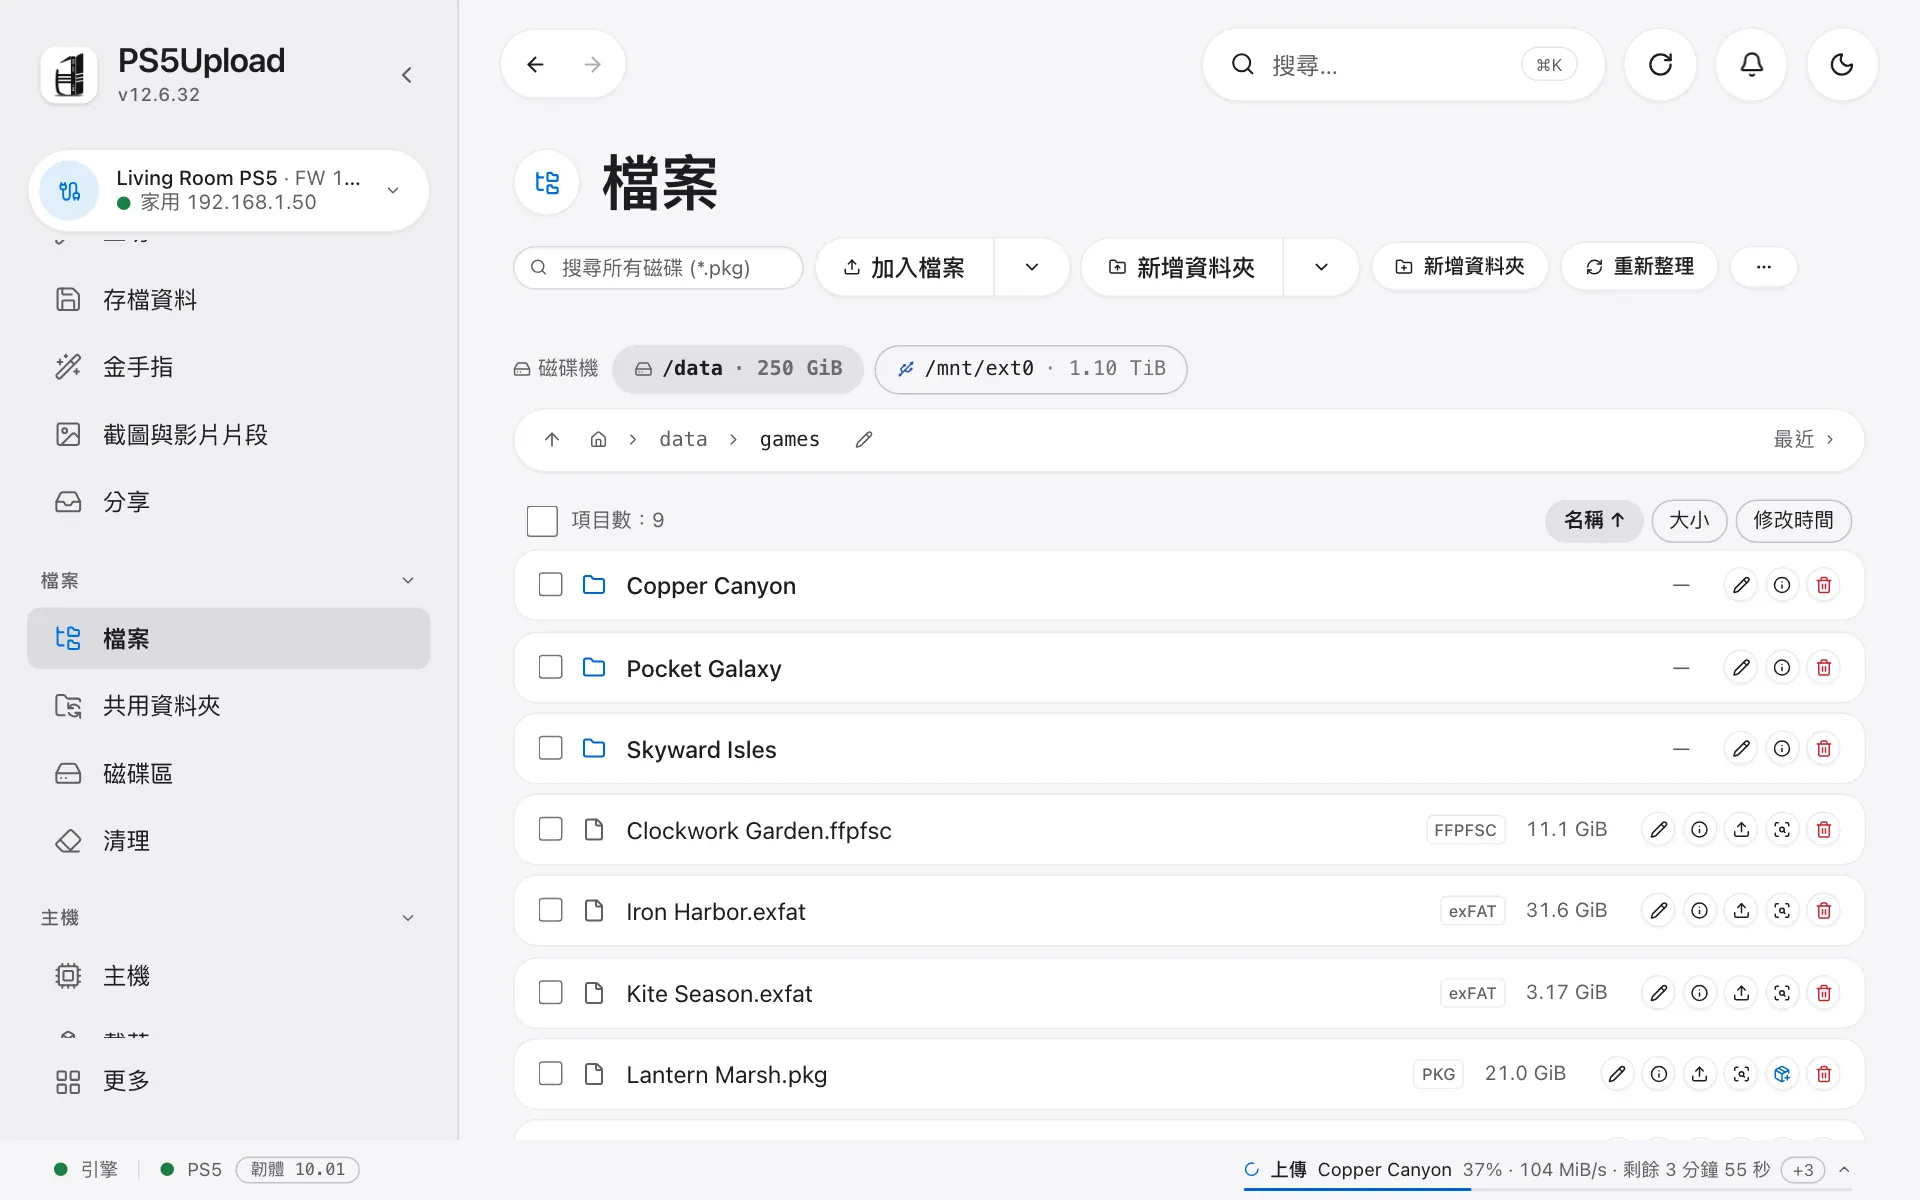 PS5Upload
v12.6.32
Living Room PS5 · FW 1...
家用 192.168.1.50
存檔資料
金手指
截圖與影片片段
分享
檔案
檔案
共用資料夾
磁碟區
清理
主機
主機
更多
搜尋... ⌘K
檔案
搜尋所有磁碟 (*.pkg)
加入檔案
新增資料夾
新增資料夾
重新整理
磁碟機
/data · 250 GiB
/mnt/ext0 · 1.10 TiB
data > games
最近
項目數：9
名稱 ↑
大小
修改時間
Copper Canyon —
Pocket Galaxy —
Skyward Isles —
Clockwork Garden.ffpfsc FFPFSC 11.1 GiB
Iron Harbor.exfat exFAT 31.6 GiB
Kite Season.exfat exFAT 3.17 GiB
Lantern Marsh.pkg PKG 21.0 GiB
引擎
PS5
韌體 10.01
上傳 Copper Canyon 37% · 104 MiB/s · 剩餘 3 分鐘 55 秒 +3